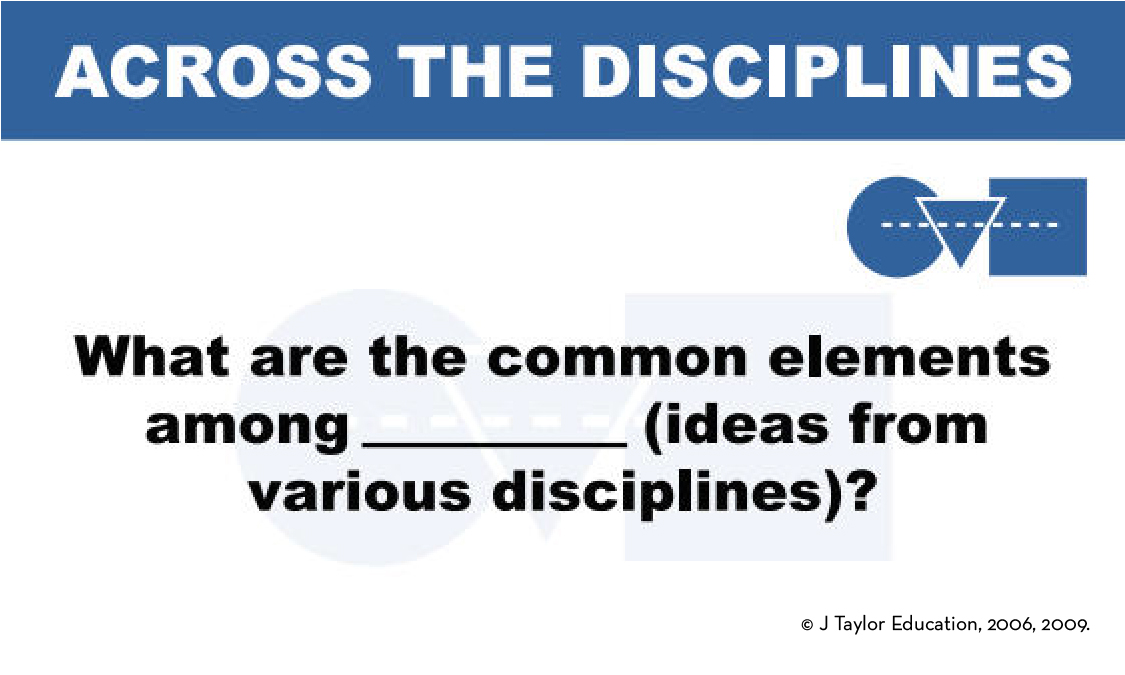 ACROSS THE DISCIPLINES
What are the common elements
among __________ (ideas from
various disciplines)?
© J Taylor Education, 2006, 2009.